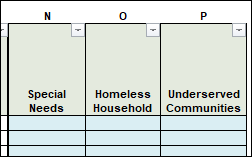 N O P
Special Homeless Underserved
Needs Household Communities